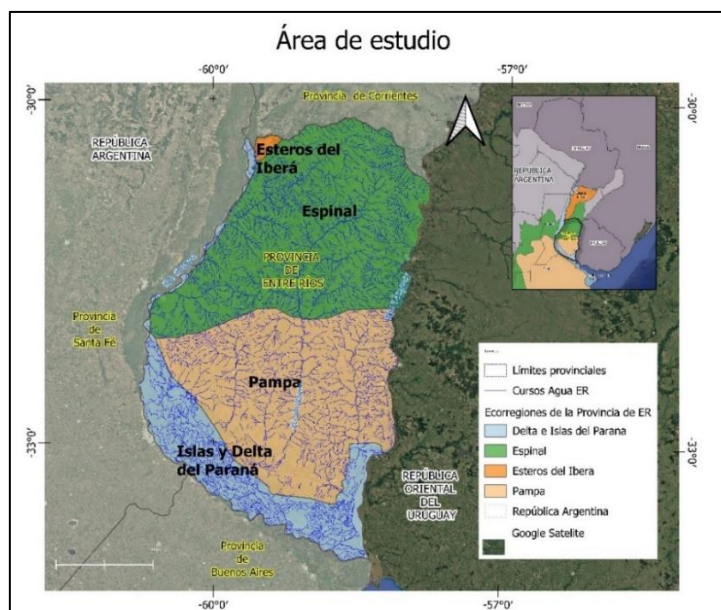 Área de estudio
-60°0'
-57°0'
-30°0'
-30°0'
Provincia de Corrientes
REPÚBLICA
ARGENTINA
Esteros del
Iberá
Espinal
PROVINCIA
DE
ENTRE RÍOS
Provincia
de
Santa Fé
Pampa
Islas y Delta
del Paraná
-33°0'
-33°0'
REPÚBLICA
ORIENTAL
DEL
URUGUAY
Provincia
de
Buenos Aires
-60°0'
-57°0'
REPÚBLICA
ARGENTINA
Límites provinciales
Cursos Agua ER
Ecorregiones de la Provincia de ER
Delta e Islas del Parana
Espinal
Esteros del Ibera
Pampa
República Argentina
Google Satelite